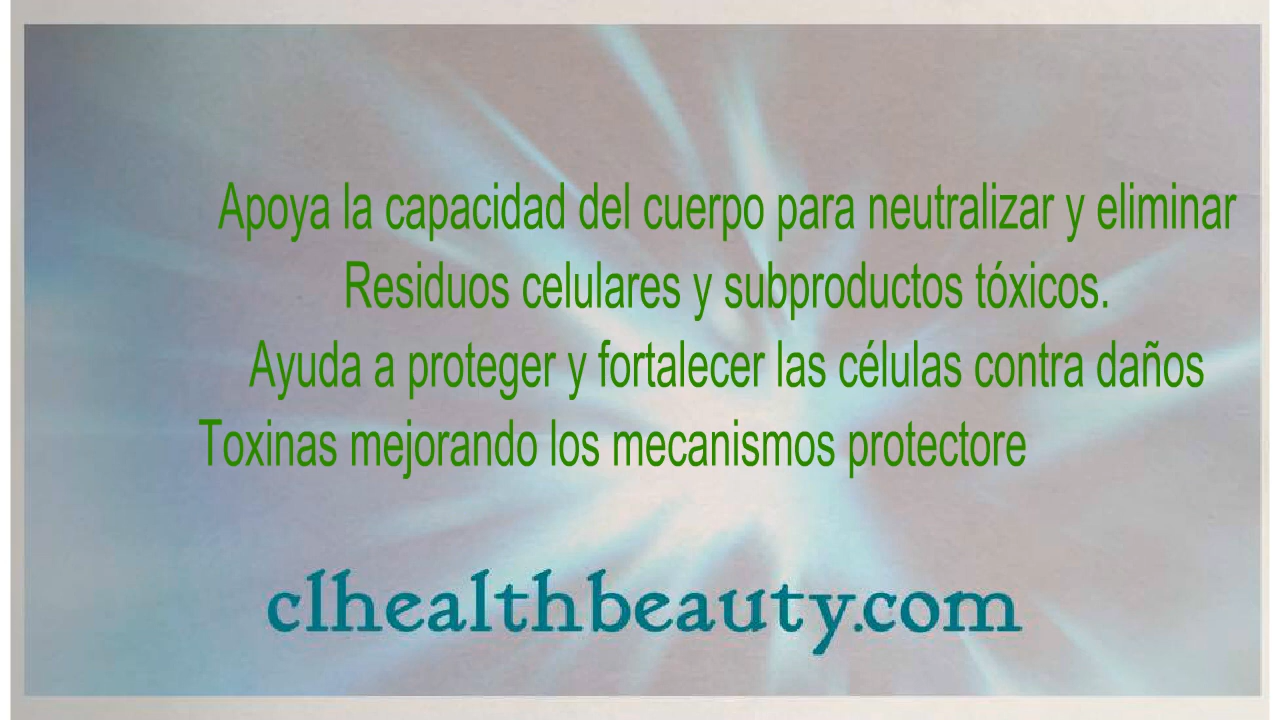 Apoya la capacidad del cuerpo para neutralizar y eliminar
Residuos celulares y subproductos tóxicos.
Ayuda a proteger y fortalecer las células contra daños
Toxinas mejorando los mecanismos protectore
clhealthbeauty.com